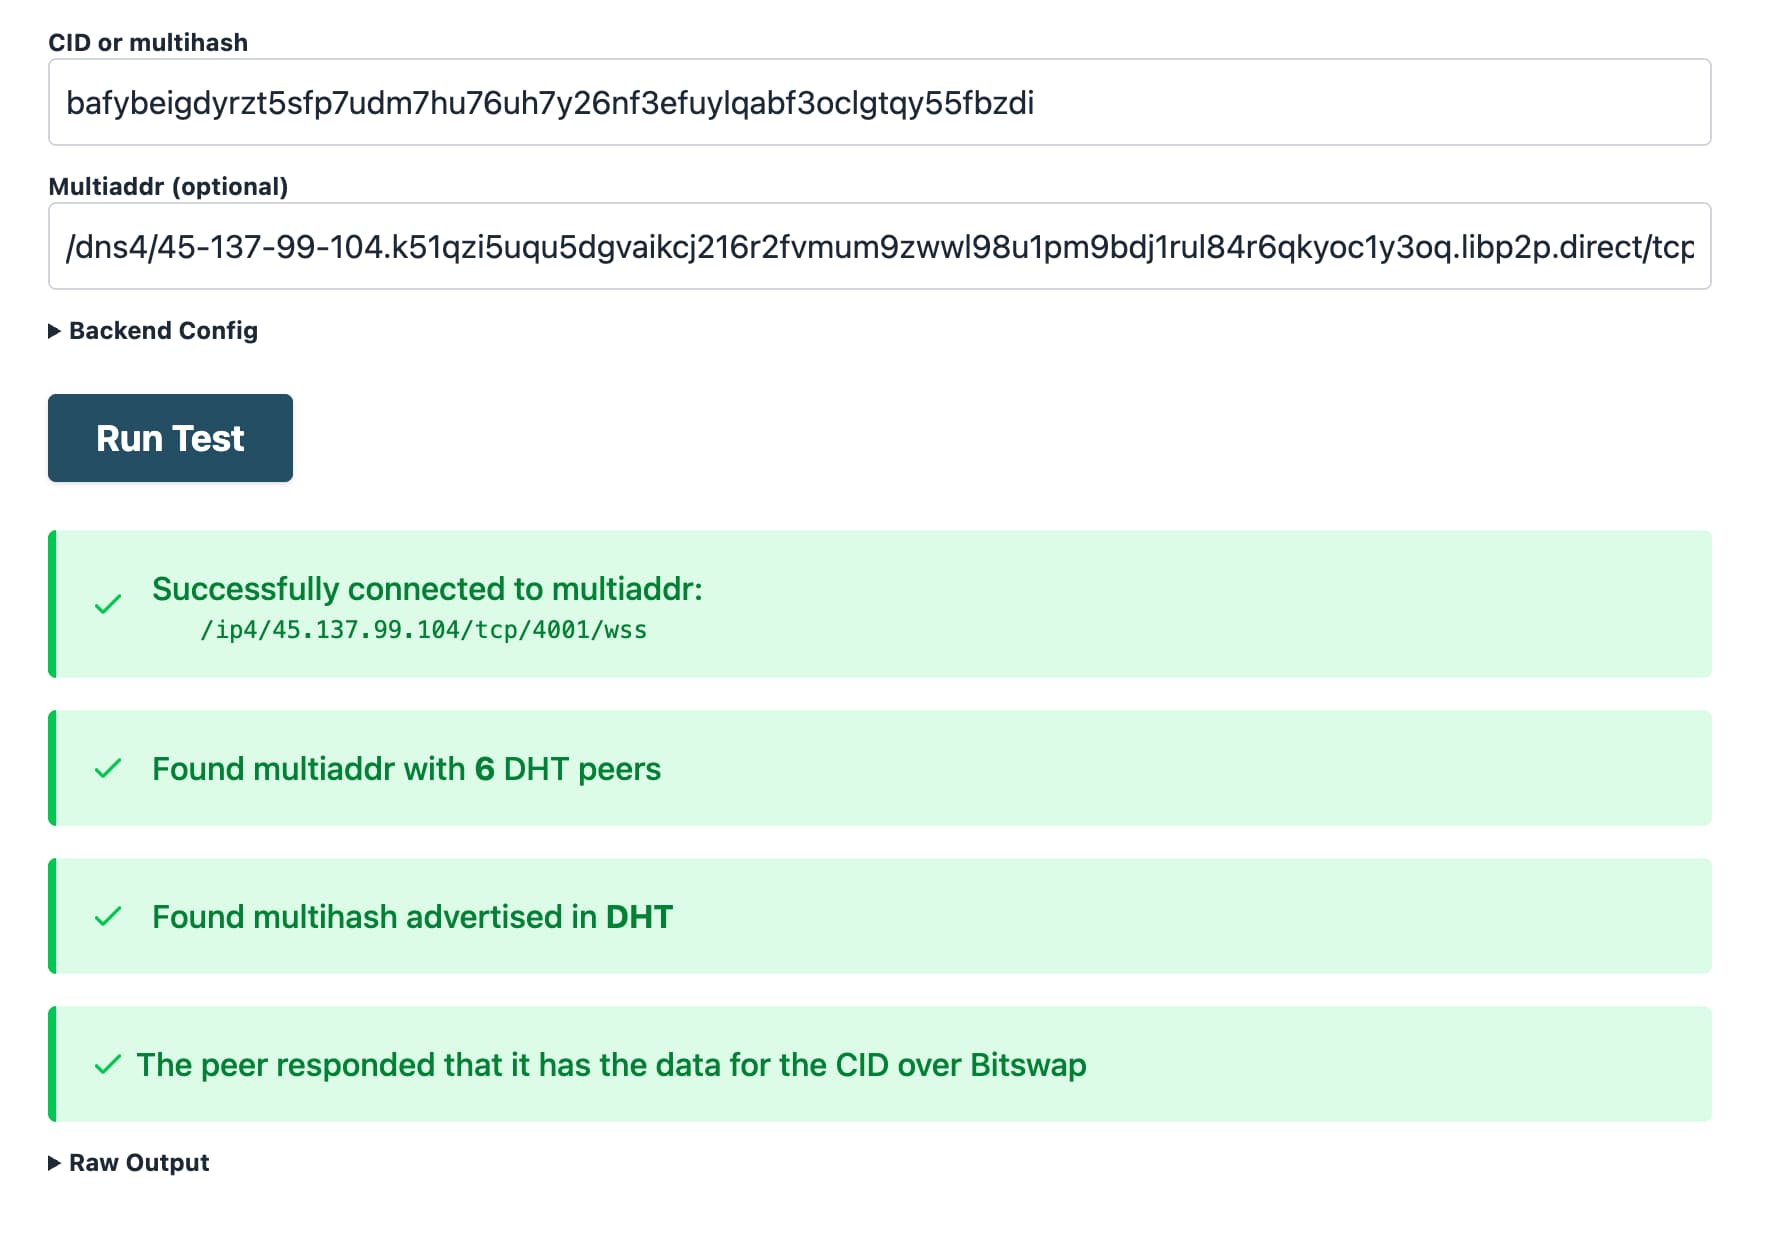 CID or multihash
bafybeigdyrzt5sfp7udm7hu76uh7y26nf3efuylqabf3oclgtqy55fbzdi
Multiaddr (optional)
/dns4/45-137-99-104.k51qzi5uqu5dgvaikcj216r2fvmum9zwwl98u1pm9bdj1rul84r6qkyoc1y3oq.libp2p.direct/tcp
Backend Config
Run Test
Successfully connected to multiaddr:
/ip4/45.137.99.104/tcp/4001/wss
Found multiaddr with 6 DHT peers
Found multihash advertised in DHT
The peer responded that it has the data for the CID over Bitswap
Raw Output